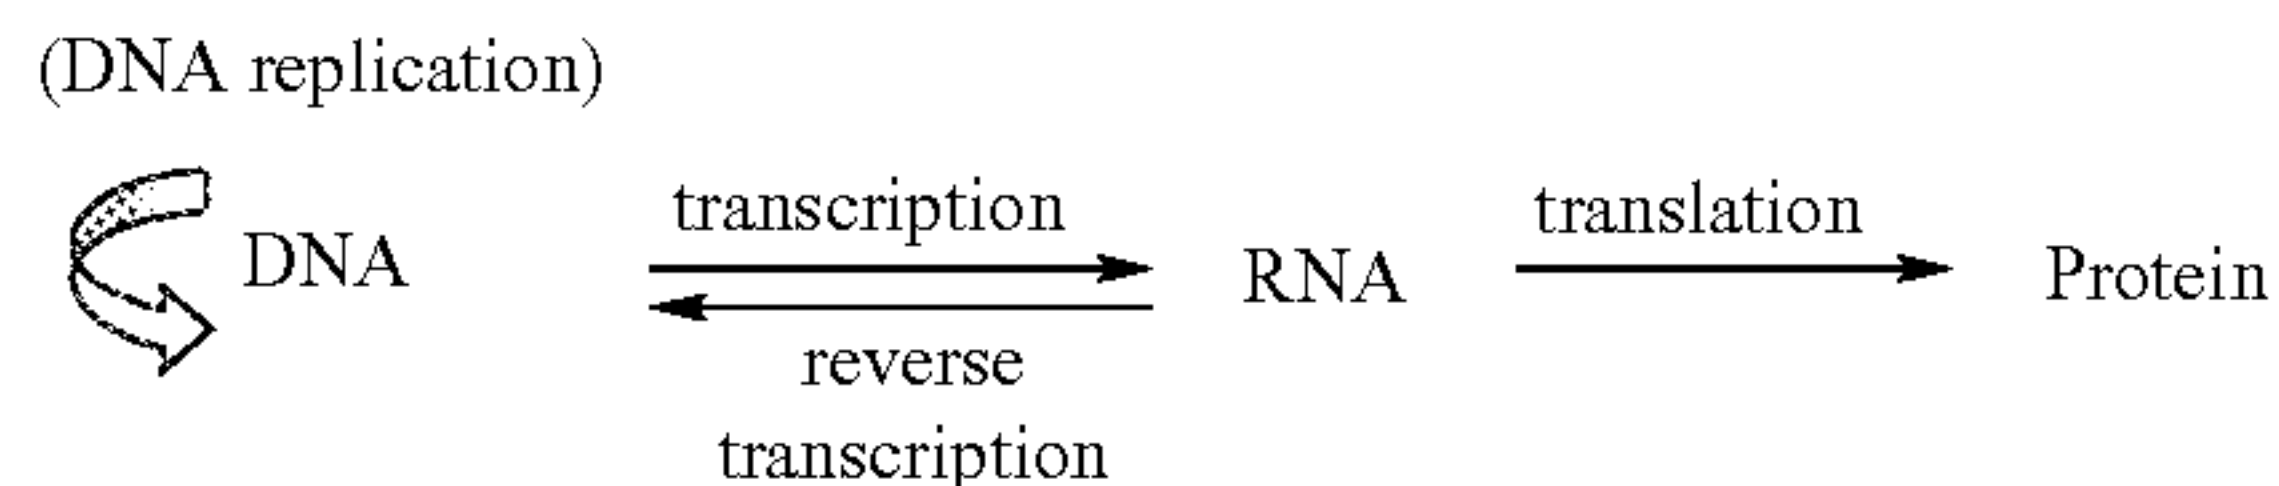 (DNA replication)
DNA
transcription
reverse
transcription
RNA
translation
Protein